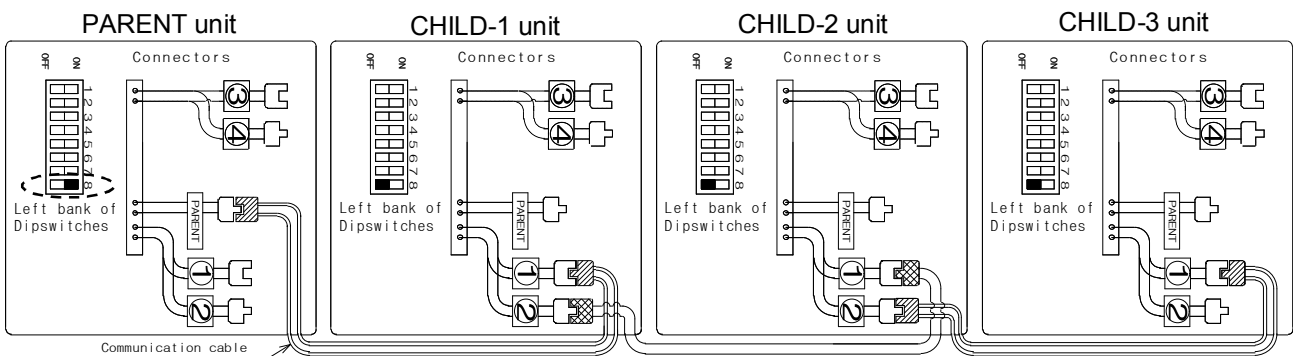 PARENT unit
CHILD-1 unit
CHILD-2 unit
CHILD-3 unit
OFF
ON
Connectors
1
2
3
4
5
6
7
8
3
4
PARENT
1
2
Left bank of
Dipswitches
OFF
ON
Connectors
1
2
3
4
5
6
7
8
3
4
PARENT
1
2
Left bank of
Dipswitches
OFF
ON
Connectors
1
2
3
4
5
6
7
8
3
4
PARENT
1
2
Left bank of
Dipswitches
OFF
ON
Connectors
1
2
3
4
5
6
7
8
3
4
PARENT
1
2
Left bank of
Dipswitches
Communication cable